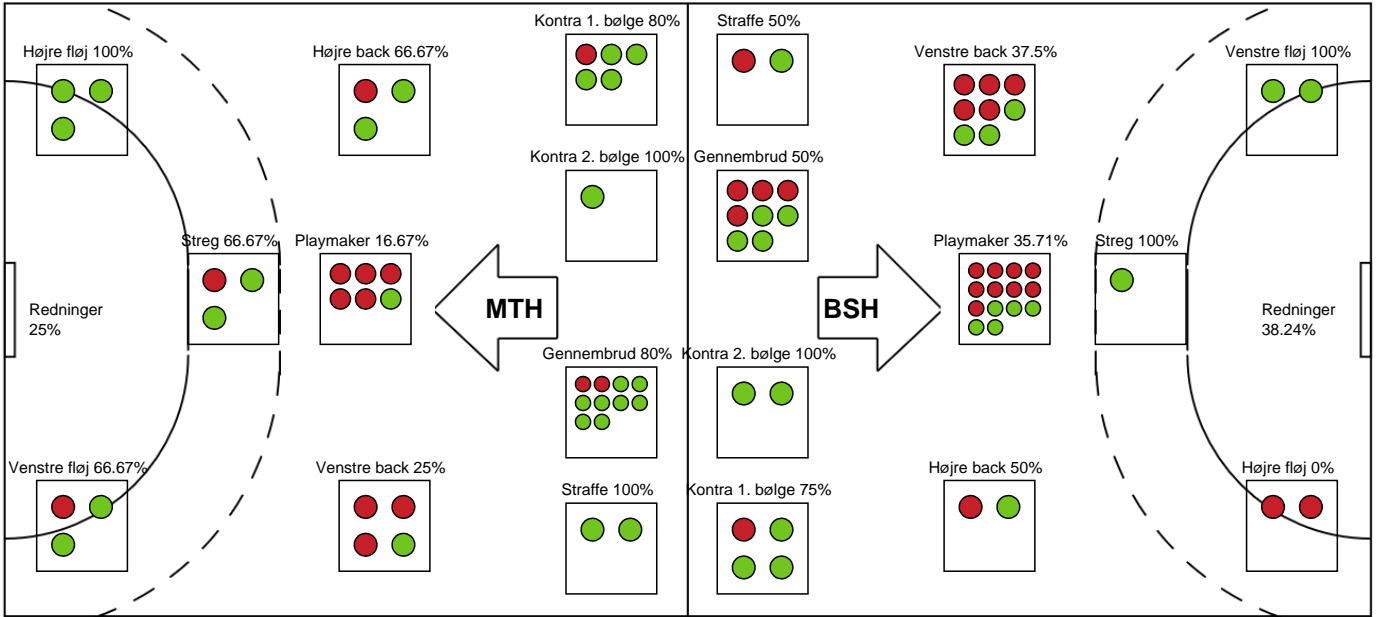 Kontra 1. bølge 80%
Straffe 50%
Højre fløj 100%
Højre back 66.67%
Venstre back 37.5%
Venstre fløj 100%
Kontra 2. bølge 100%
Gennembrud 50%
Streg 66.67%
Playmaker 16.67%
Playmaker 35.71%
Streg 100%
Redninger
25%
MTH
BSH
Redninger
38.24%
Gennembrud 80%
Kontra 2. bølge 100%
Venstre fløj 66.67%
Venstre back 25%
Straffe 100%
Kontra 1. bølge 75%
Højre back 50%
Højre fløj 0%